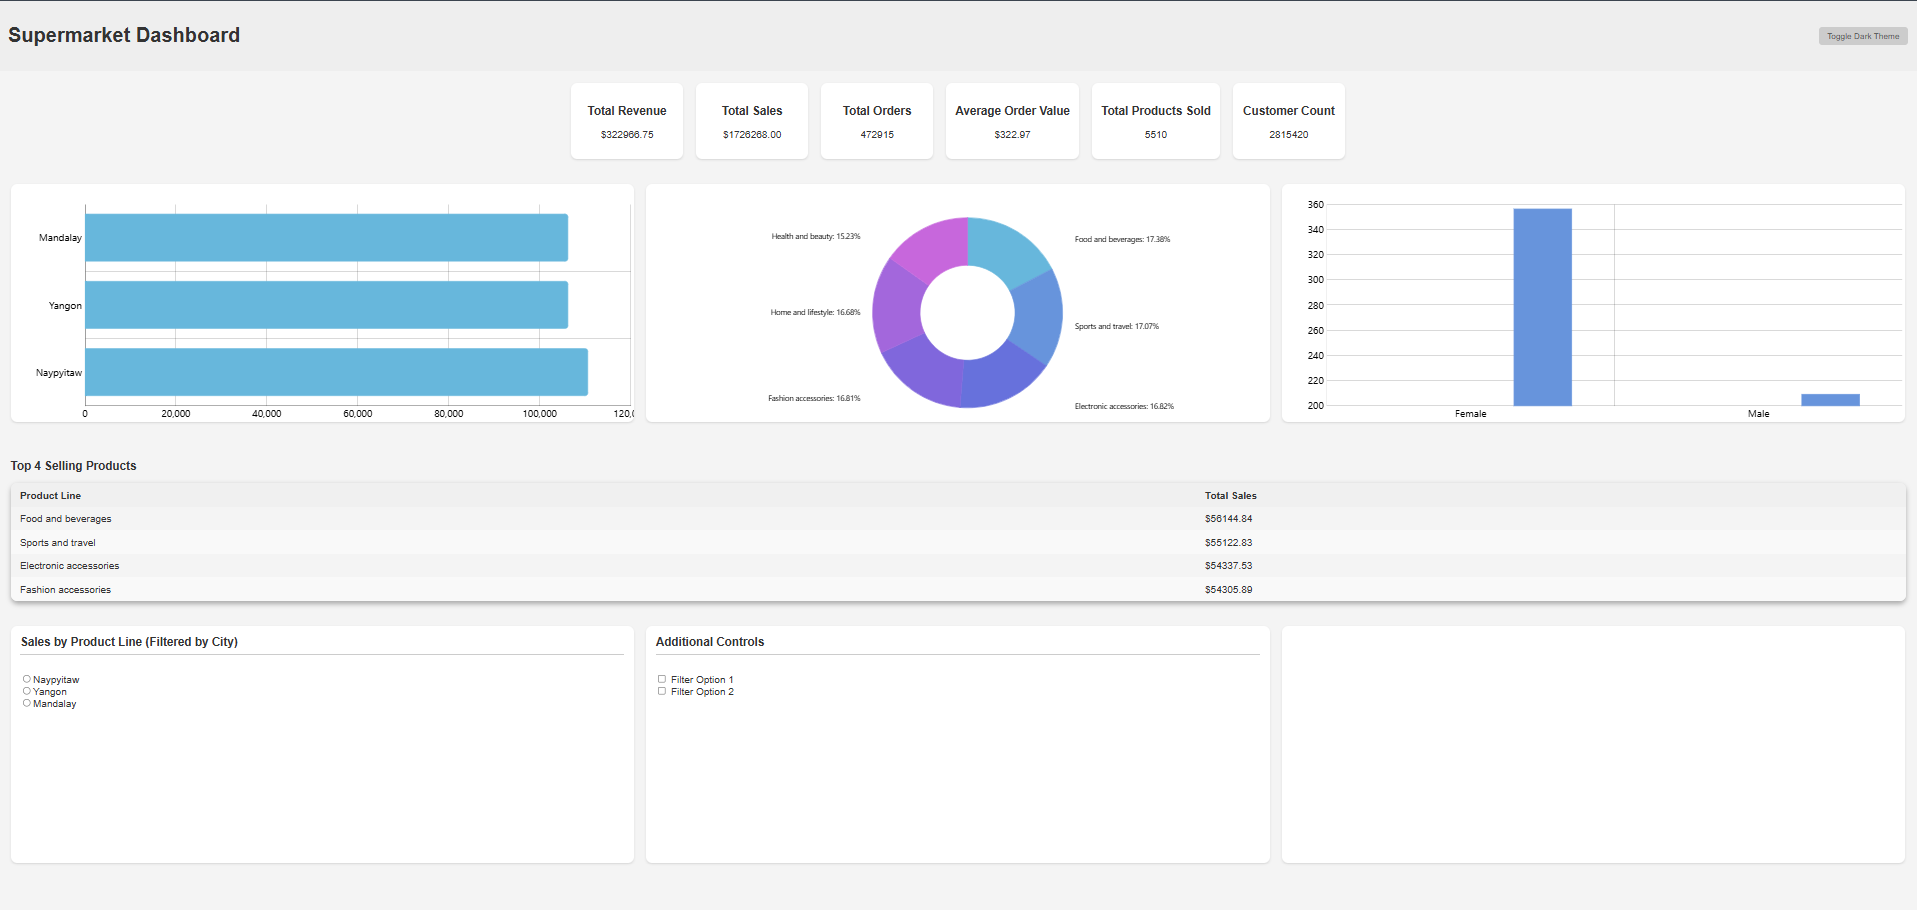 Supermarket Dashboard
Toggle Dark Theme
Total Revenue
$322966.75
Total Sales
$1726268.00
Total Orders
472915
Average Order Value
$322.97
Total Products Sold
5510
Customer Count
2815420
Mandalay
Yangon
Naypyitaw
0 20,000 40,000 60,000 80,000 100,000 120,(
Health and beauty: 15.23%
Food and beverages: 17.38%
Home and lifestyle: 16.68%
Sports and travel: 17.07%
Fashion accessories: 16.81%
Electronic accessories: 16.82%
360
340
320
300
280
260
240
220
200
Female Male
Top 4 Selling Products
Product Line Total Sales
Food and beverages $56144.84
Sports and travel $55122.83
Electronic accessories $54337.53
Fashion accessories $54305.89
Sales by Product Line (Filtered by City)
Naypyitaw
Yangon
Mandalay
Additional Controls
Filter Option 1
Filter Option 2